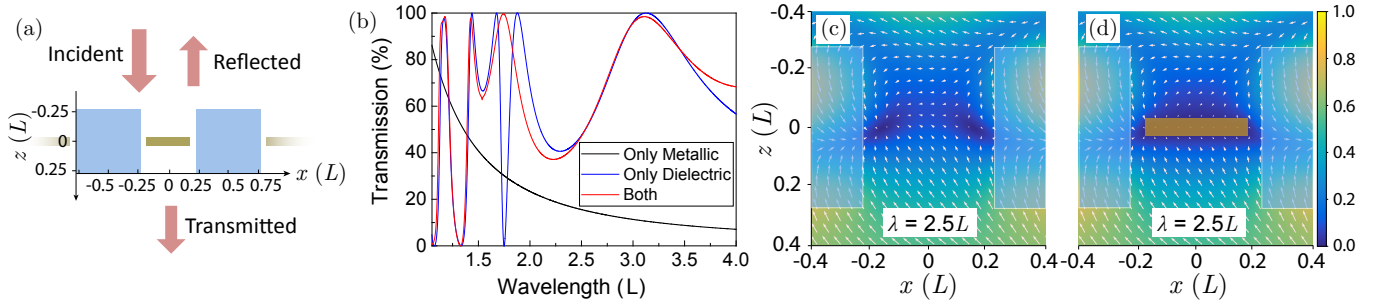 (a)
Incident
Reflected
-0.25
0
0.25
z (L)
-0.5 -0.25 0 0.25 0.5 0.75
x (L)
Transmitted
(b)
Transmission (%)
100
80
60
40
20
0
Only Metallic
Only Dielectric
Both
1.5 2.0 2.5 3.0 3.5 4.0
Wavelength (L)
(c)
z (L)
-0.4
-0.2
0
0.2
0.4
λ = 2.5L
-0.4 -0.2 0 0.2 0.4
x (L)
(d)
λ = 2.5L
-0.4 -0.2 0 0.2 0.4
x (L)
1.0
0.8
0.6
0.4
0.2
0.0